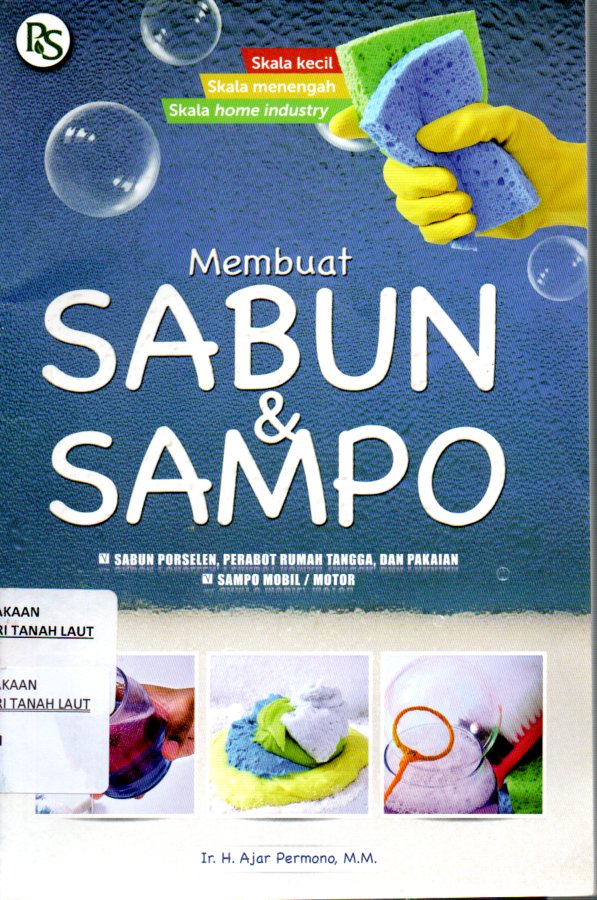 PS
Skala kecil
Skala menengah
Skala home industry
Membuat
SABUN
&
SAMPO
SABUN PORSELEN, PERABOT RUMAH TANGGA, DAN PAKAIAN
SAMPO MOBIL / MOTOR
AKAAN
RI TANAH LAUT
AKAAN
RI TANAH LAUT
Ir. H. Ajar Permono, M.M.